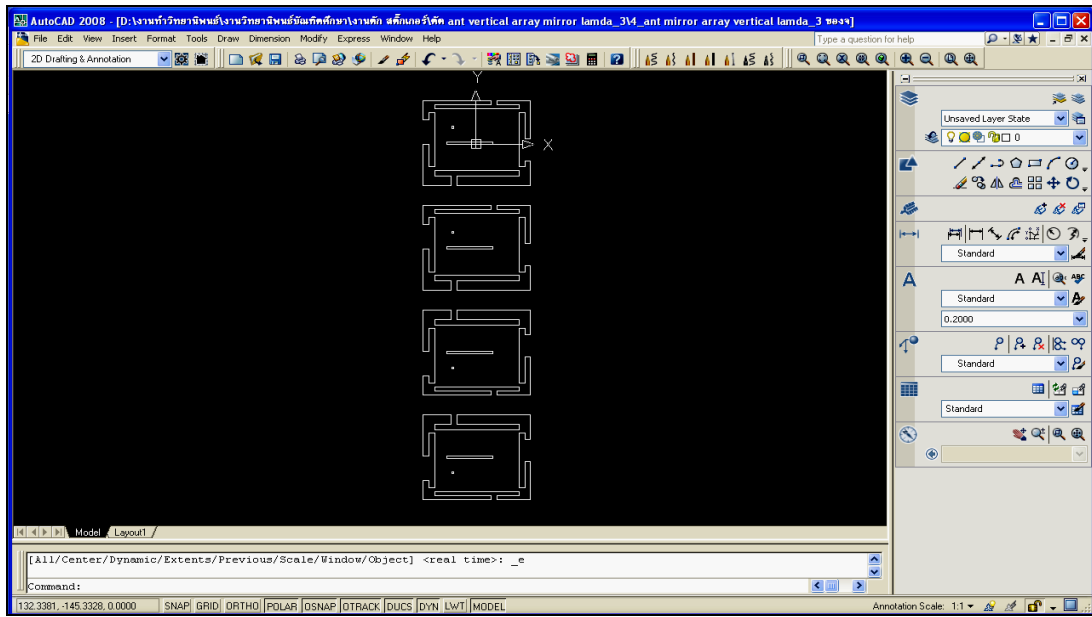 AutoCAD 2008 - [D:\งานทำวิทยานิพนธ์\งานวิทยานิพนธ์บัณฑิตศึกษา\งานตัก สติ๊กเกอร์\ตัด ant vertical array mirror lamda_3\4_ant mirror array vertical lamda_3 ของจ]
File Edit View Insert Format Tools Draw Dimension Modify Express Window Help
Type a question for help
2D Drafting & Annotation
Y
X
Unsaved Layer State
0
Standard
A
A AI ABC
Standard A
0.2000
Standard
Standard
Model Layout1
[All/Center/Dynamic/Extents/Previous/Scale/Window/Object] <real time>: _e
Command:
132.3381, -145.3328, 0.0000 SNAP GRID ORTHO POLAR OSNAP OTRACK DUCS DYN LWT MODEL Annotation Scale: 1:1